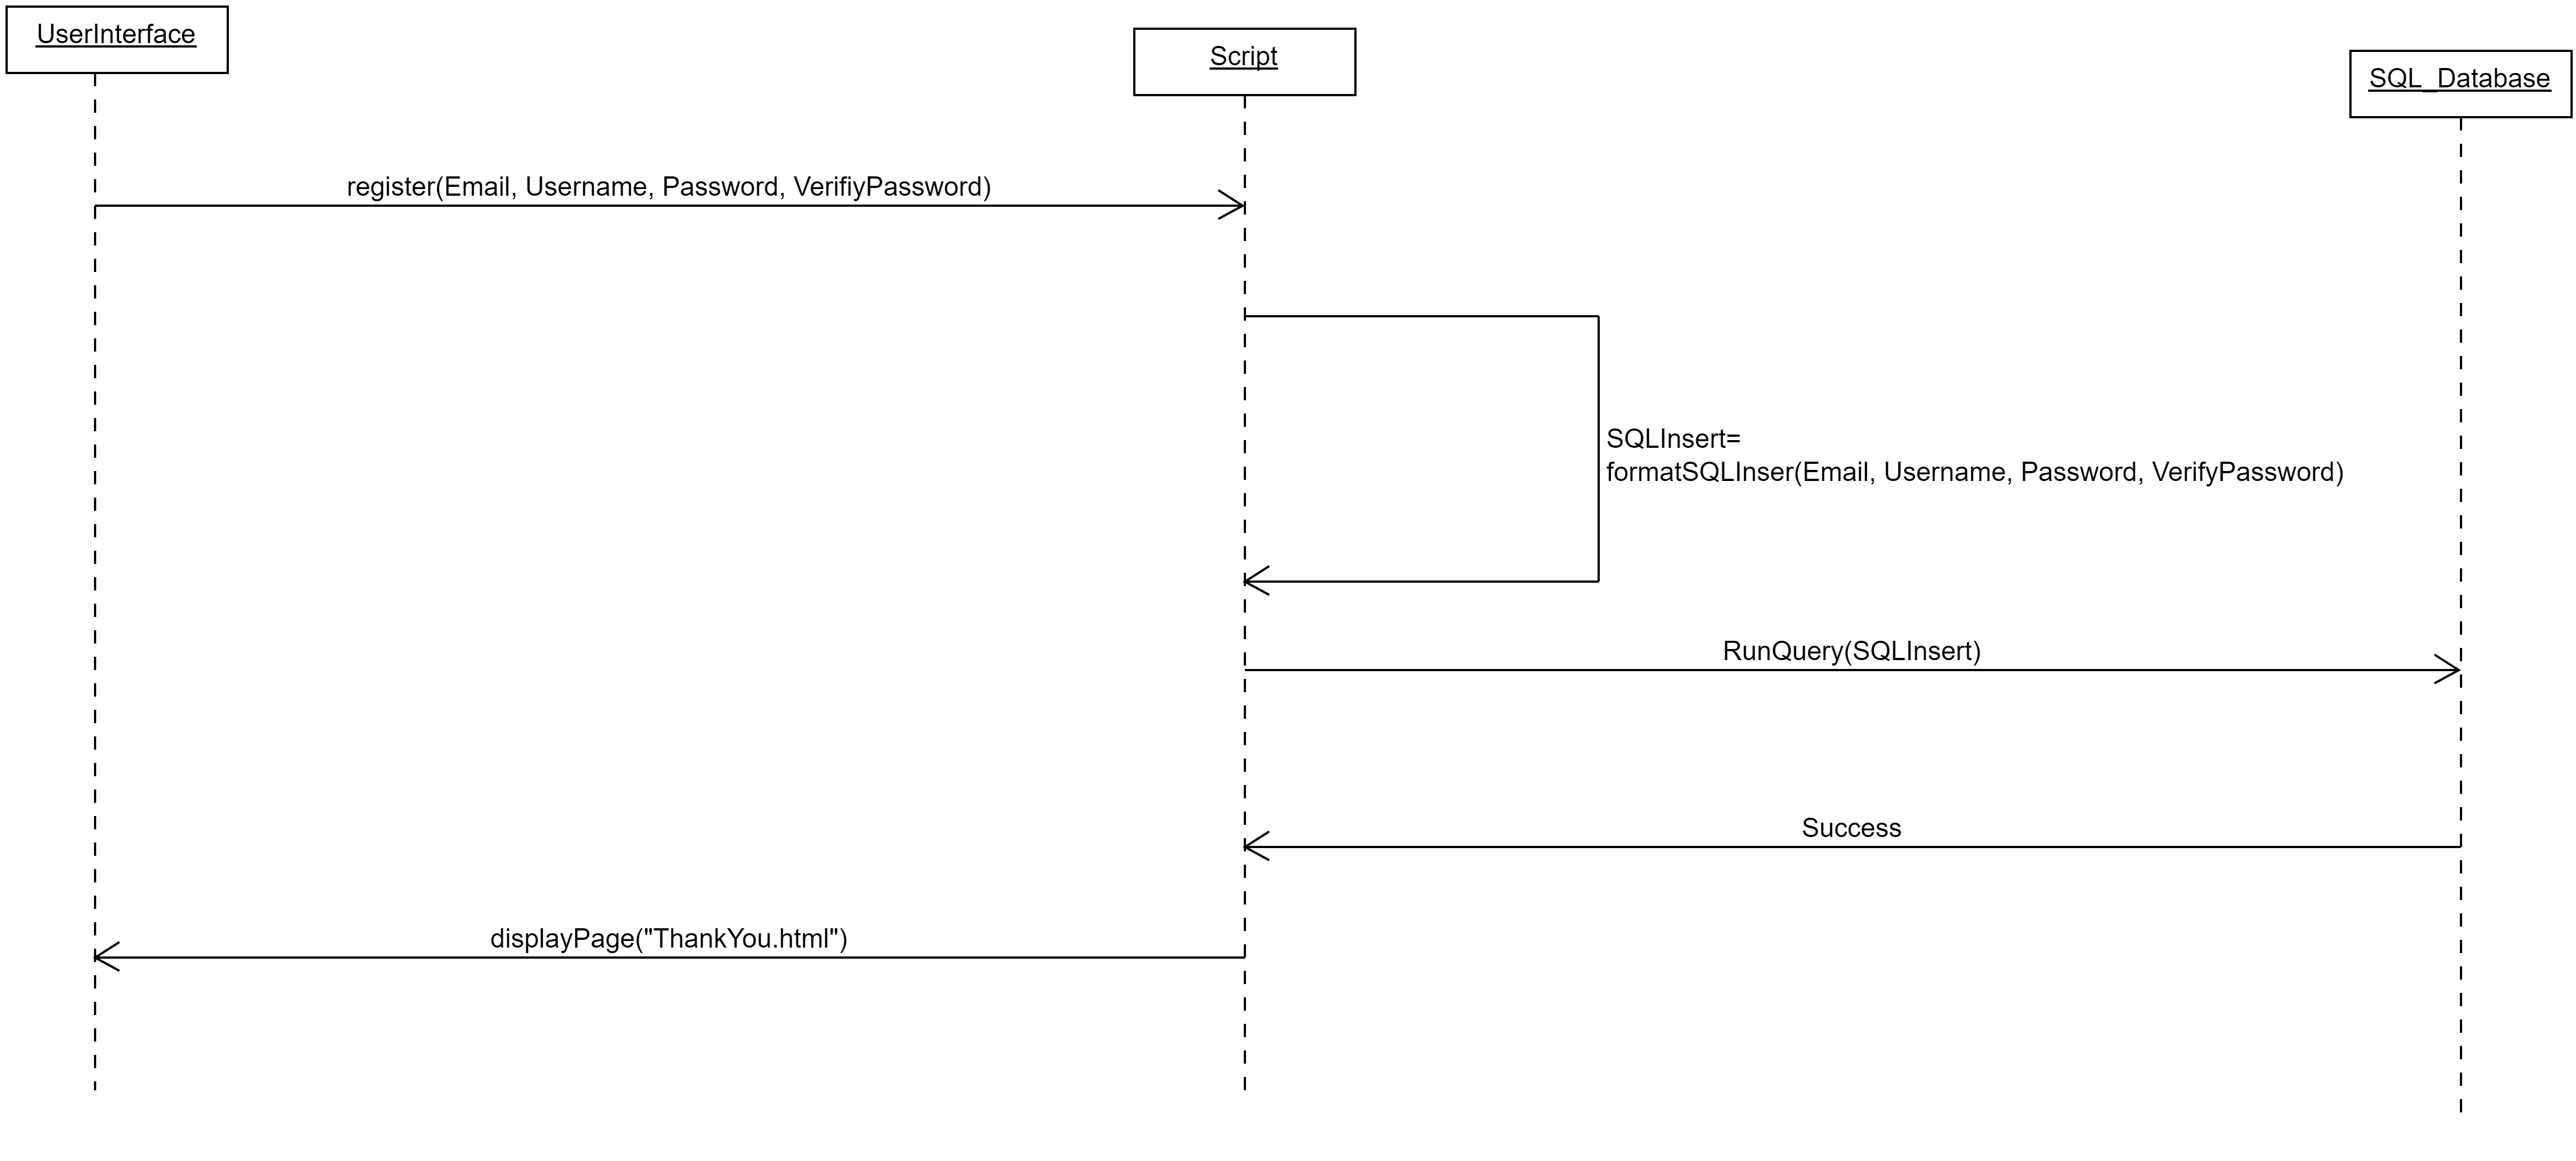 UserInterface
Script
SQL_Database
register(Email, Username, Password, VerifiyPassword)
SQLInsert=
formatSQLInser(Email, Username, Password, VerifyPassword)
RunQuery(SQLInsert)
Success
displayPage("ThankYou.html")